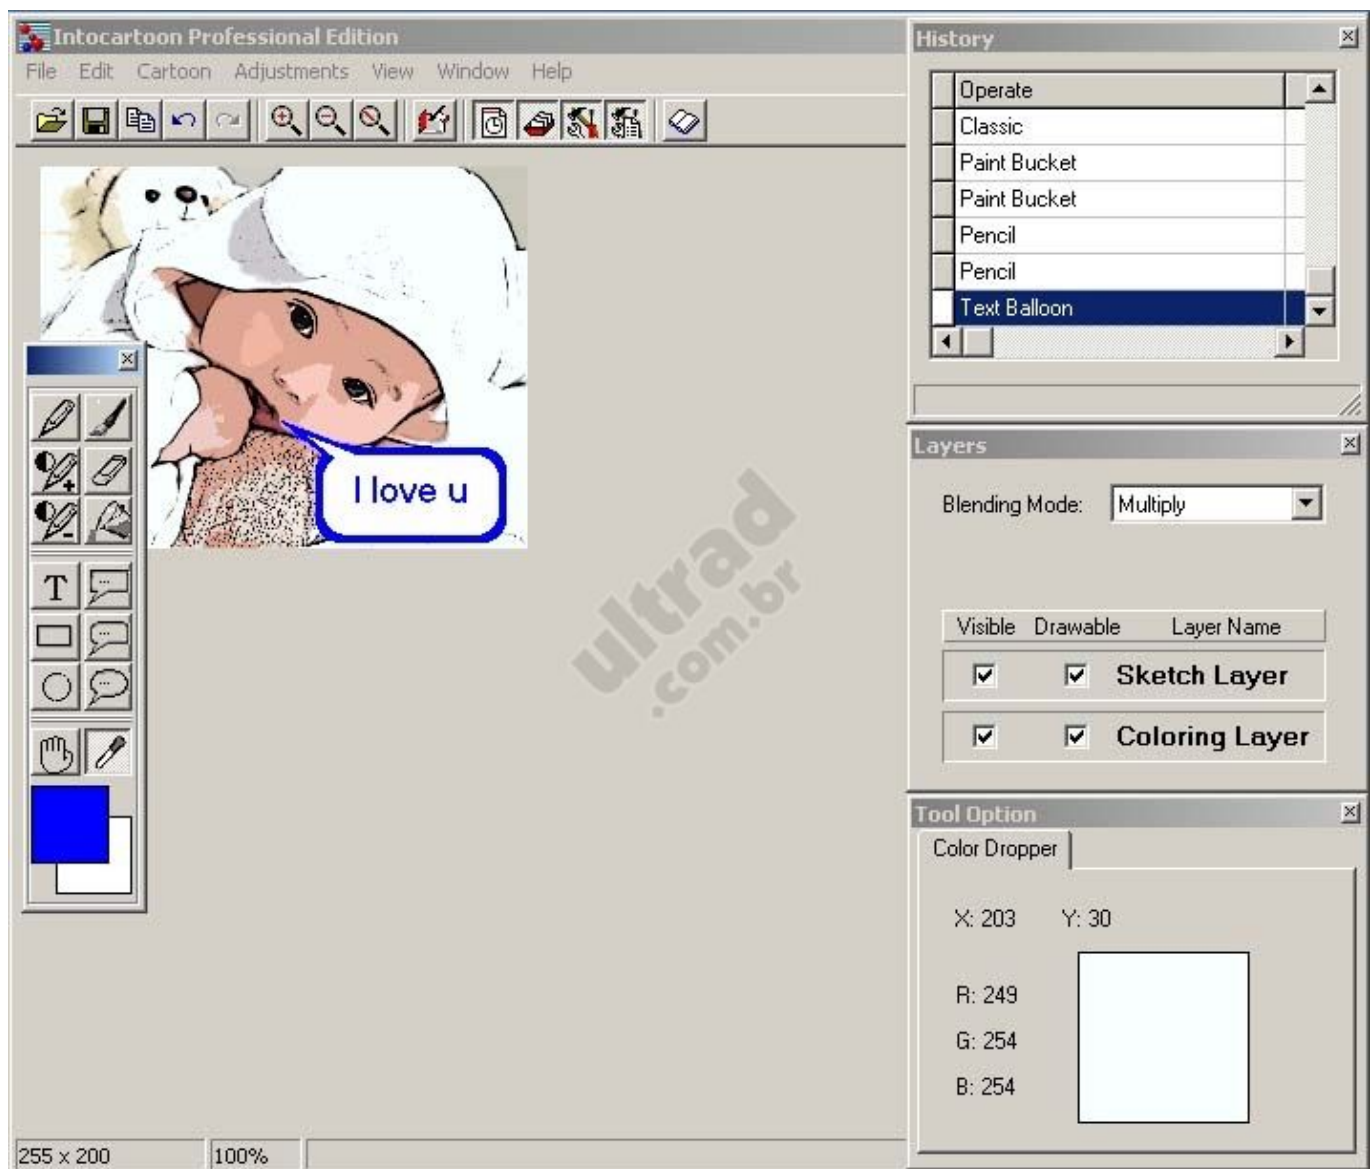 Intocartoon Professional Edition
File Edit Cartoon Adjustments View Window Help
I love u
T
255 x 200 100%
ultrad
.com.br
History
Operate
Classic
Paint Bucket
Paint Bucket
Pencil
Pencil
Text Balloon
Layers
Blending Mode: Multiply
Visible Drawable Layer Name
Sketch Layer
Coloring Layer
Tool Option
Color Dropper
X: 203 Y: 30
R: 249
G: 254
B: 254